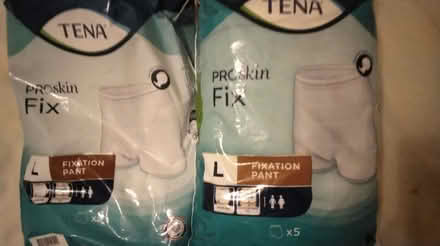 TENA
PROskin
Fix
L
FIXATION
PANT
TENA
PROskin
Fix
L
FIXATION
PANT
x5